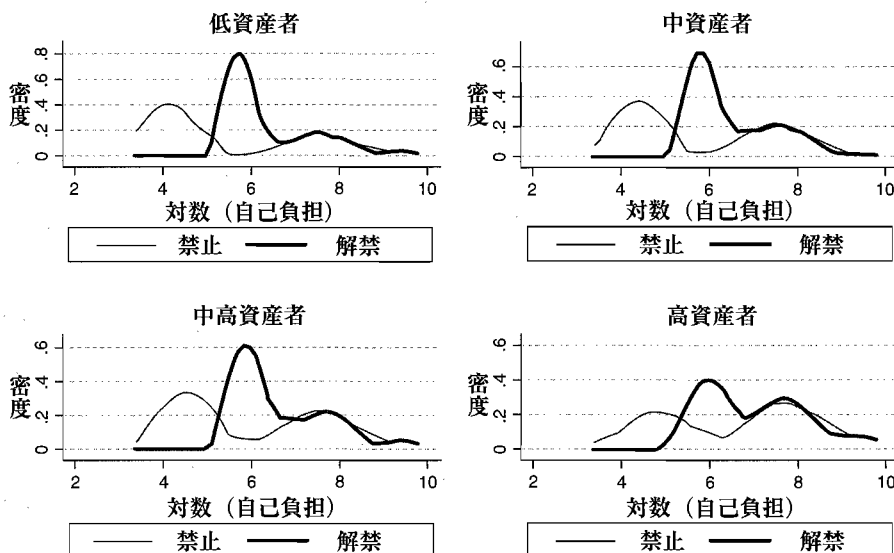 低資産者
密度
.8
.6
.4
.2
0
2 4 6 8 10
対数（自己負担）
禁止 解禁
中資産者
密度
.6
.4
.2
0
2 4 6 8 10
対数（自己負担）
禁止 解禁
中高資産者
密度
.6
.4
.2
0
2 4 6 8 10
対数（自己負担）
禁止 解禁
高資産者
密度
.6
.4
.2
0
2 4 6 8 10
対数（自己負担）
禁止 解禁